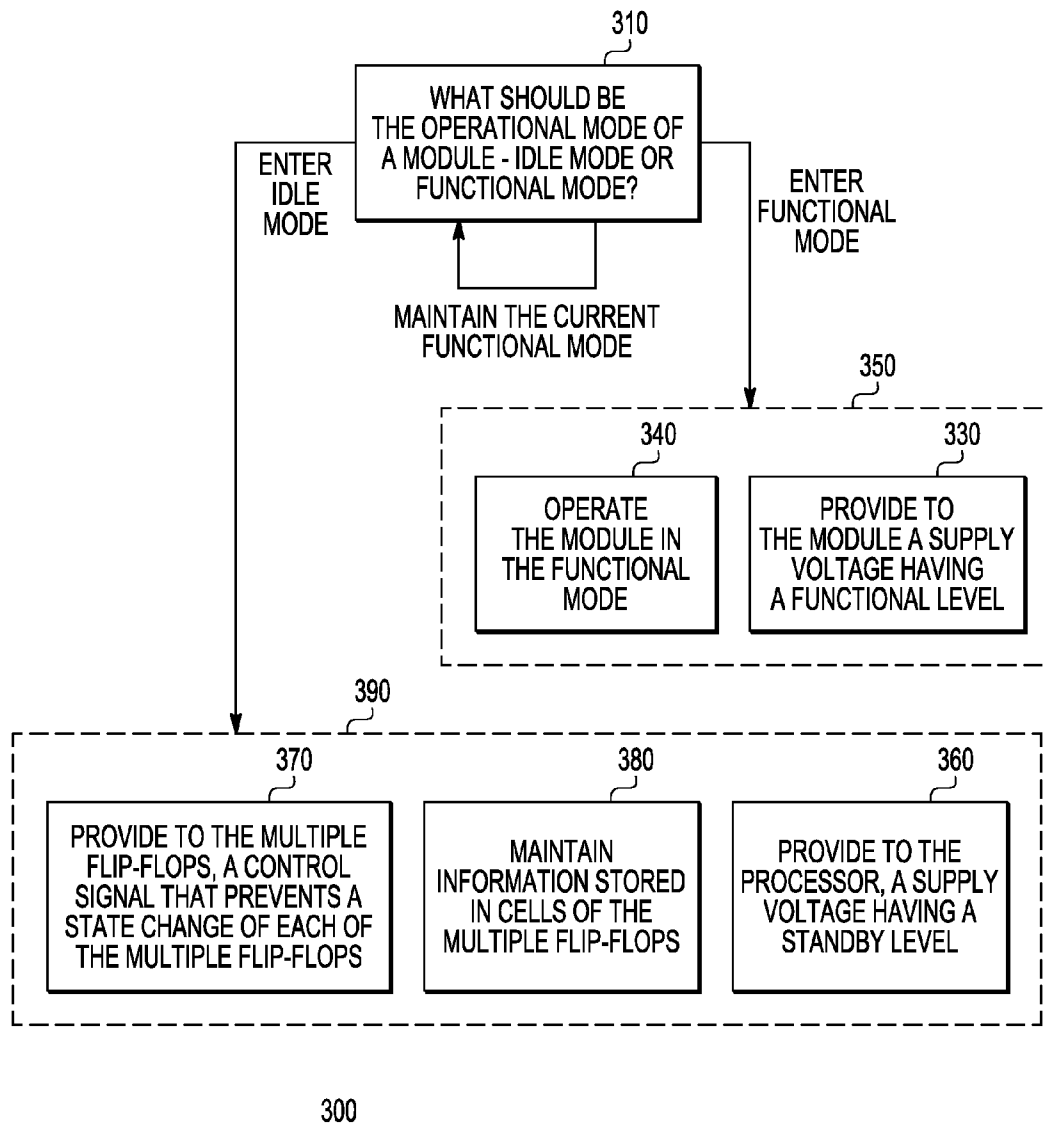 310
WHAT SHOULD BE
THE OPERATIONAL MODE OF
A MODULE - IDLE MODE OR
FUNCTIONAL MODE?
ENTER
IDLE
MODE
ENTER
FUNCTIONAL
MODE
MAINTAIN THE CURRENT
FUNCTIONAL MODE
350
340
OPERATE
THE MODULE IN
THE FUNCTIONAL
MODE
330
PROVIDE TO
THE MODULE A SUPPLY
VOLTAGE HAVING
A FUNCTIONAL LEVEL
390
370
PROVIDE TO THE MULTIPLE
FLIP-FLOPS, A CONTROL
SIGNAL THAT PREVENTS A
STATE CHANGE OF EACH OF
THE MULTIPLE FLIP-FLOPS
380
MAINTAIN
INFORMATION STORED
IN CELLS OF THE
MULTIPLE FLIP-FLOPS
360
PROVIDE TO THE
PROCESSOR, A SUPPLY
VOLTAGE HAVING A
STANDBY LEVEL
300